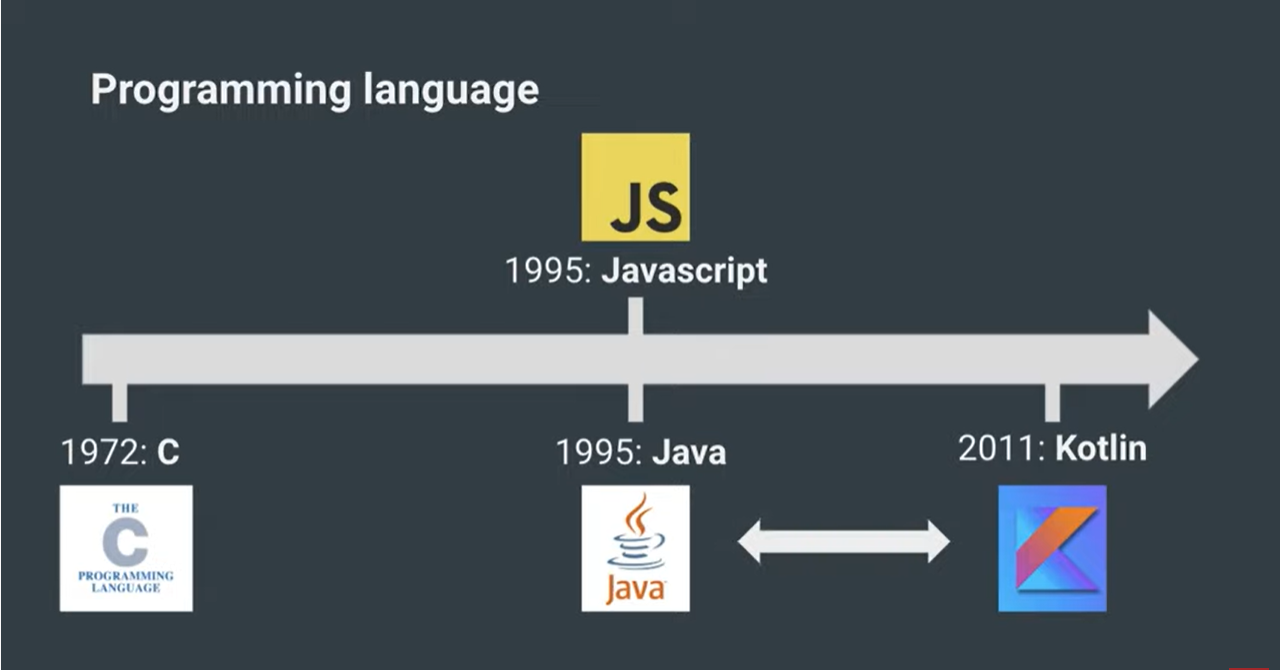 Programming language
JS
1995: Javascript
1972: C
1995: Java
2011: Kotlin
THE
C
PROGRAMMING
LANGUAGE
Java